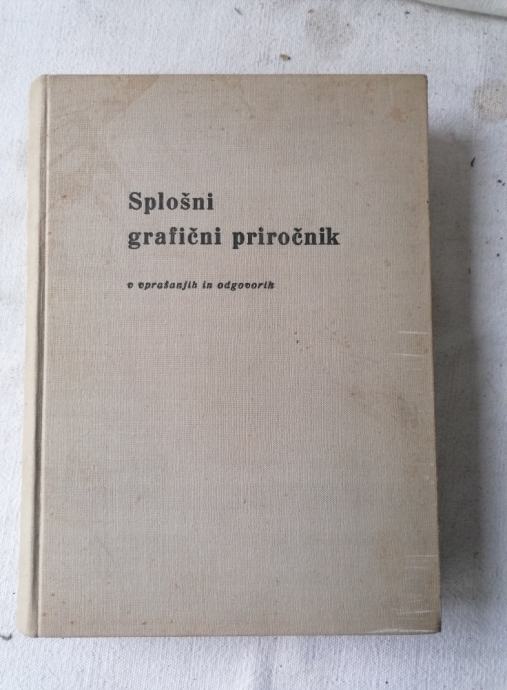 Splošni
grafični priročnik
v vprašanjih in odgovorih